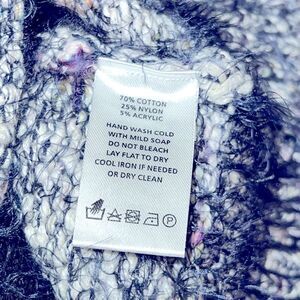 70% COTTON
25% NYLON
5% ACRYLIC
HAND WASH COLD
WITH MILD SOAP
DO NOT BLEACH
LAY FLAT TO DRY
COOL IRON IF NEEDED
OR DRY CLEAN
P